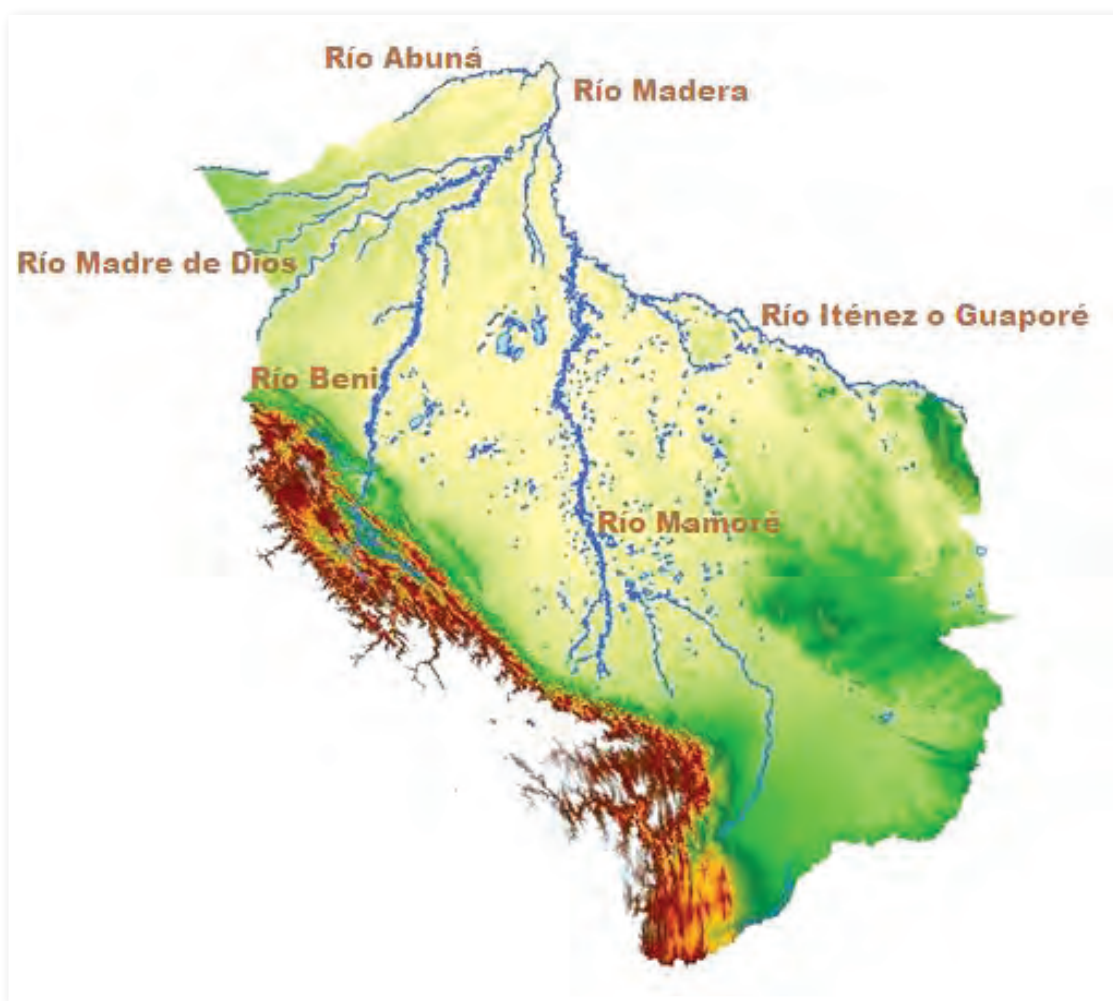 Río Abuná
Río Madera
Río Madre de Dios
Río Iténez o Guaporé
Río Beni
Río Mamoré